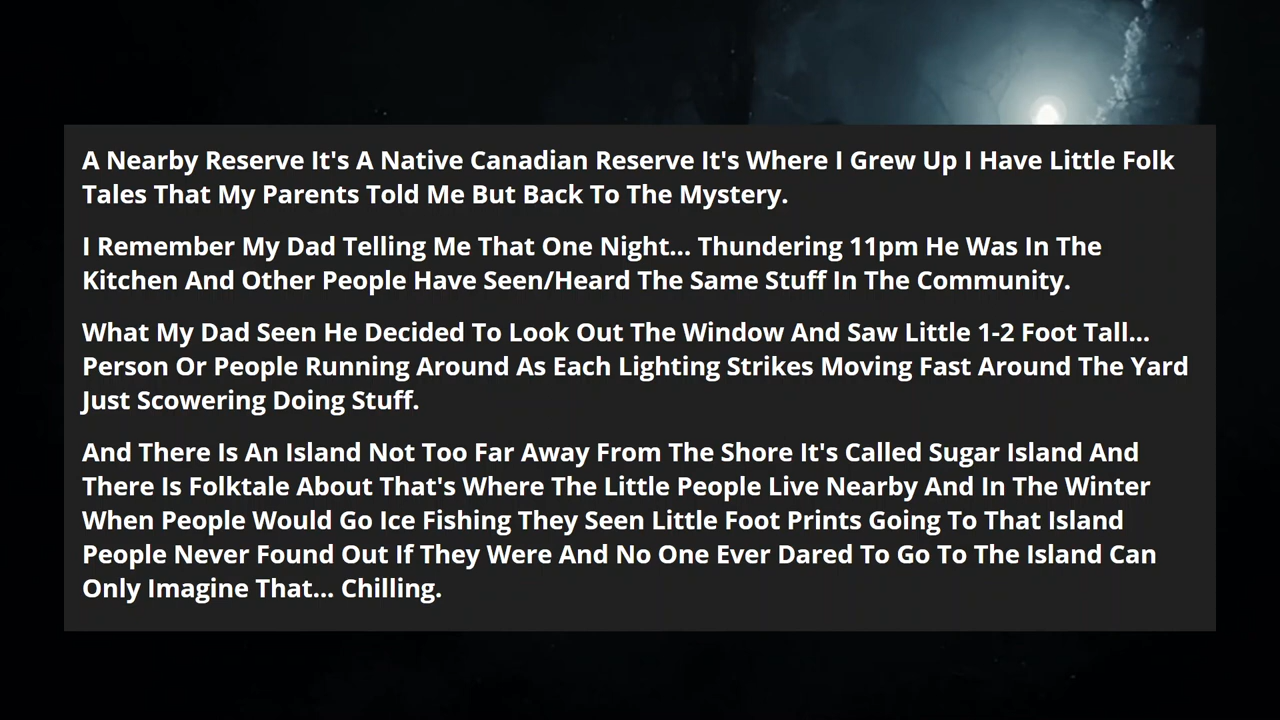 A Nearby Reserve It's A Native Canadian Reserve It's Where I Grew Up I Have Little Folk
Tales That My Parents Told Me But Back To The Mystery.
I Remember My Dad Telling Me That One Night... Thundering 11pm He Was In The
Kitchen And Other People Have Seen/Heard The Same Stuff In The Community.
What My Dad Seen He Decided To Look Out The Window And Saw Little 1-2 Foot Tall...
Person Or People Running Around As Each Lighting Strikes Moving Fast Around The Yard
Just Scowering Doing Stuff.
And There Is An Island Not Too Far Away From The Shore It's Called Sugar Island And
There Is Folktale About That's Where The Little People Live Nearby And In The Winter
When People Would Go Ice Fishing They Seen Little Foot Prints Going To That Island
People Never Found Out If They Were And No One Ever Dared To Go To The Island Can
Only Imagine That... Chilling.